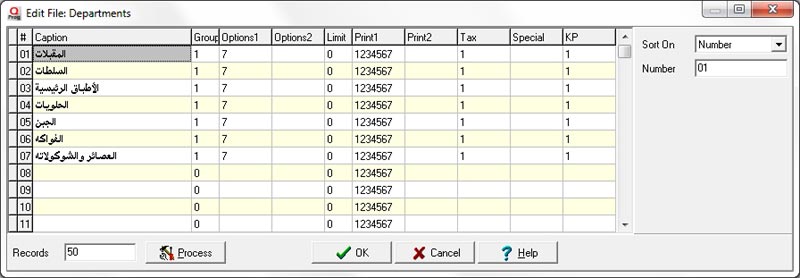 Edit File: Departments
# Caption Group Options1 Options2 Limit Print1 Print2 Tax Special KP
01 المقبلات 1 7 0 1234567 1 1
02 السلطات 1 7 0 1234567 1 1
03 الأطباق الرئيسية 1 7 0 1234567 1 1
04 الحلويات 1 7 0 1234567 1 1
05 الجبن 1 7 0 1234567 1 1
06 الفواكه 1 7 0 1234567 1 1
07 العصائر والشوكولاته 1 7 0 1234567 1 1
08 0 0 1234567
09 0 0 1234567
10 0 0 1234567
11 0 0 1234567
Sort On Number
Number 01
Records 50 Process OK Cancel ? Help